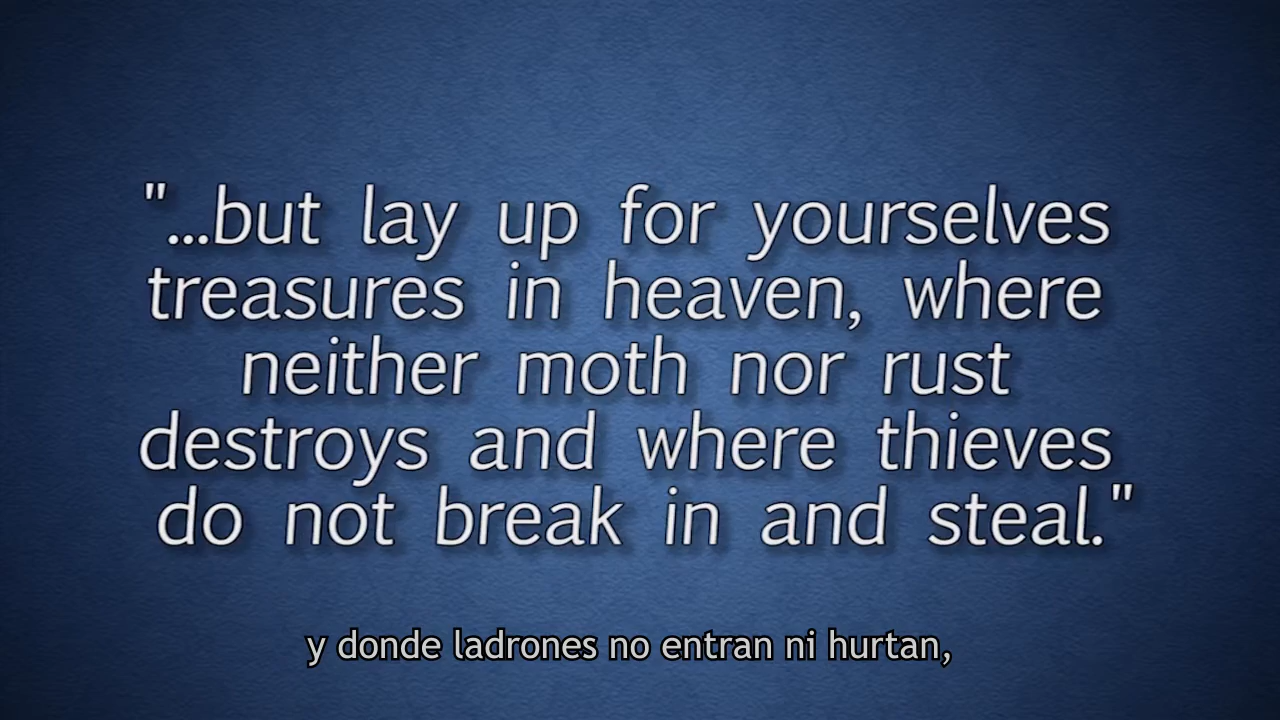 "...but lay up for yourselves
treasures in heaven, where
neither moth nor rust
destroys and where thieves
do not break in and steal."
y donde ladrones no entran ni hurtan,